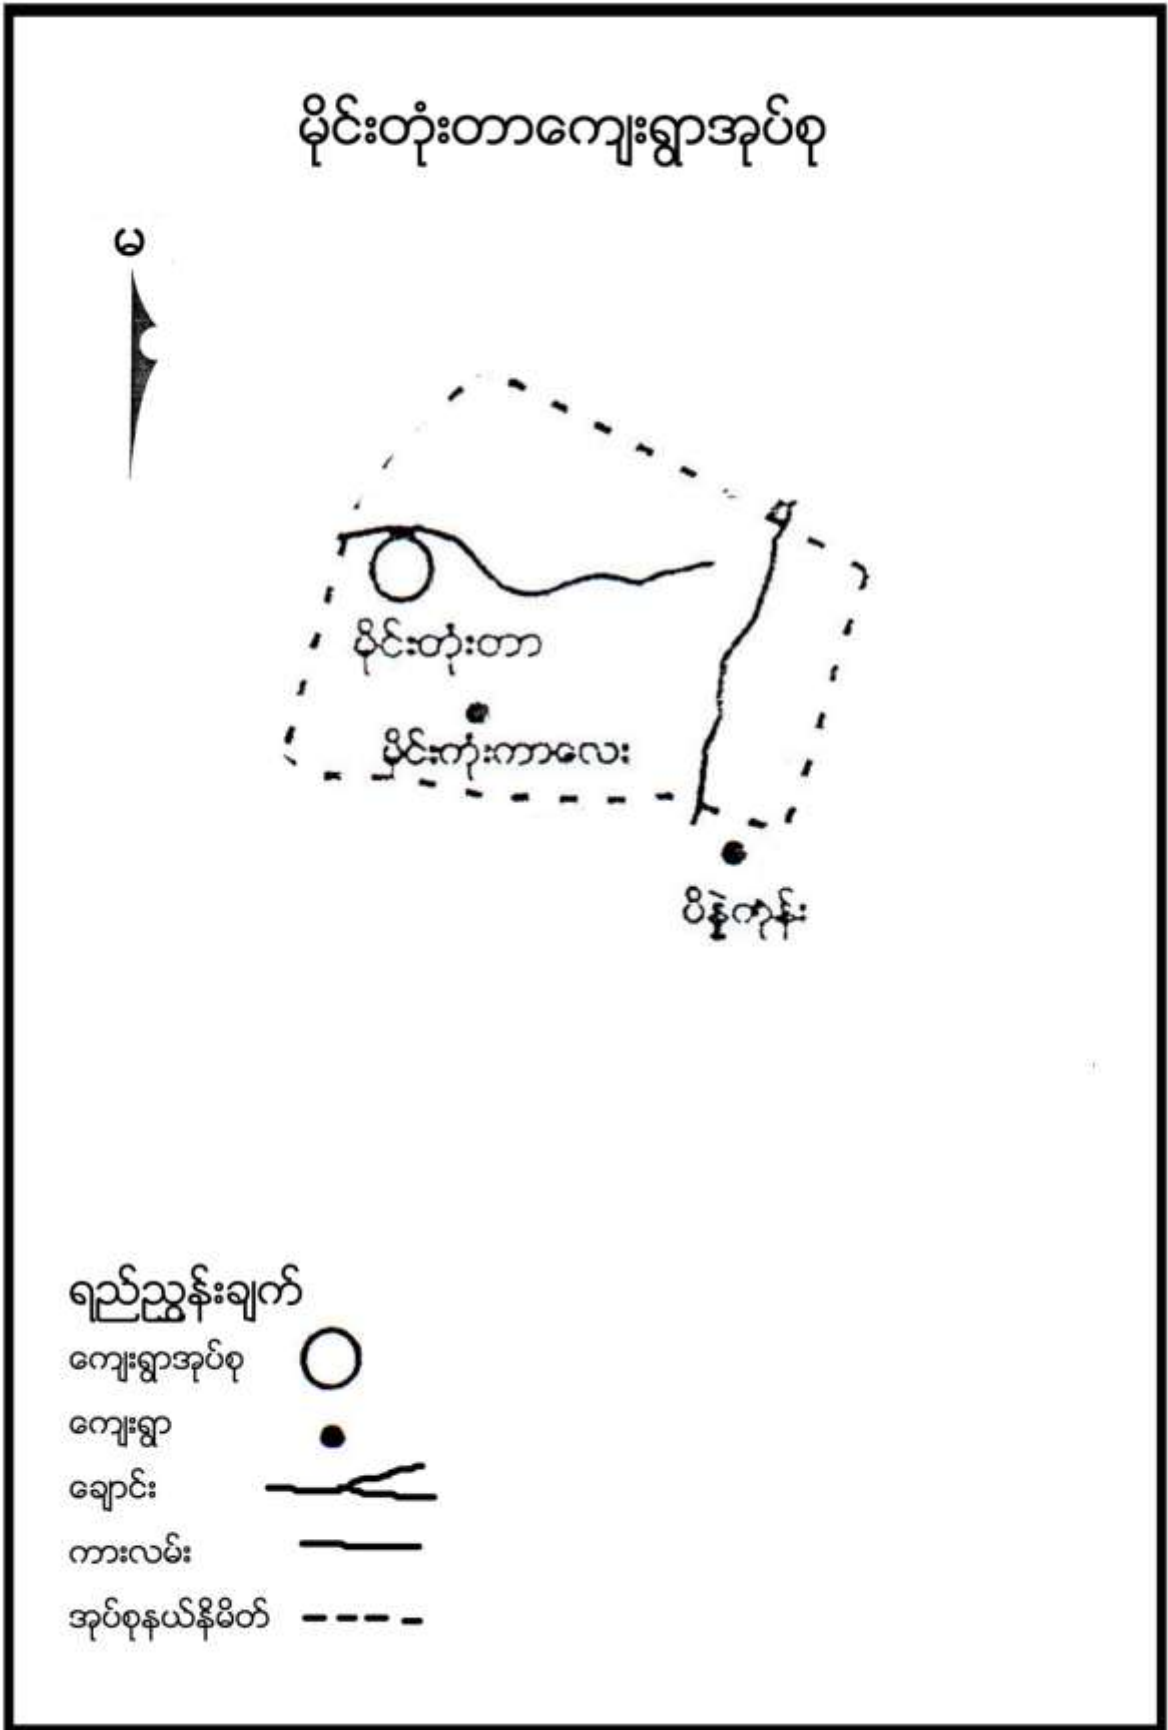 မိုင်းတုံးတာကျေးရွာအုပ်စု
မ
မိုင်းတုံးတာ
မိုင်းကုံးကာလေး
ပိန္နဲကုန်း
ရည်ညွှန်းချက်
ကျေးရွာအုပ်စု
ကျေးရွာ
ချောင်း
ကားလမ်း
အုပ်စုနယ်နိမိတ်